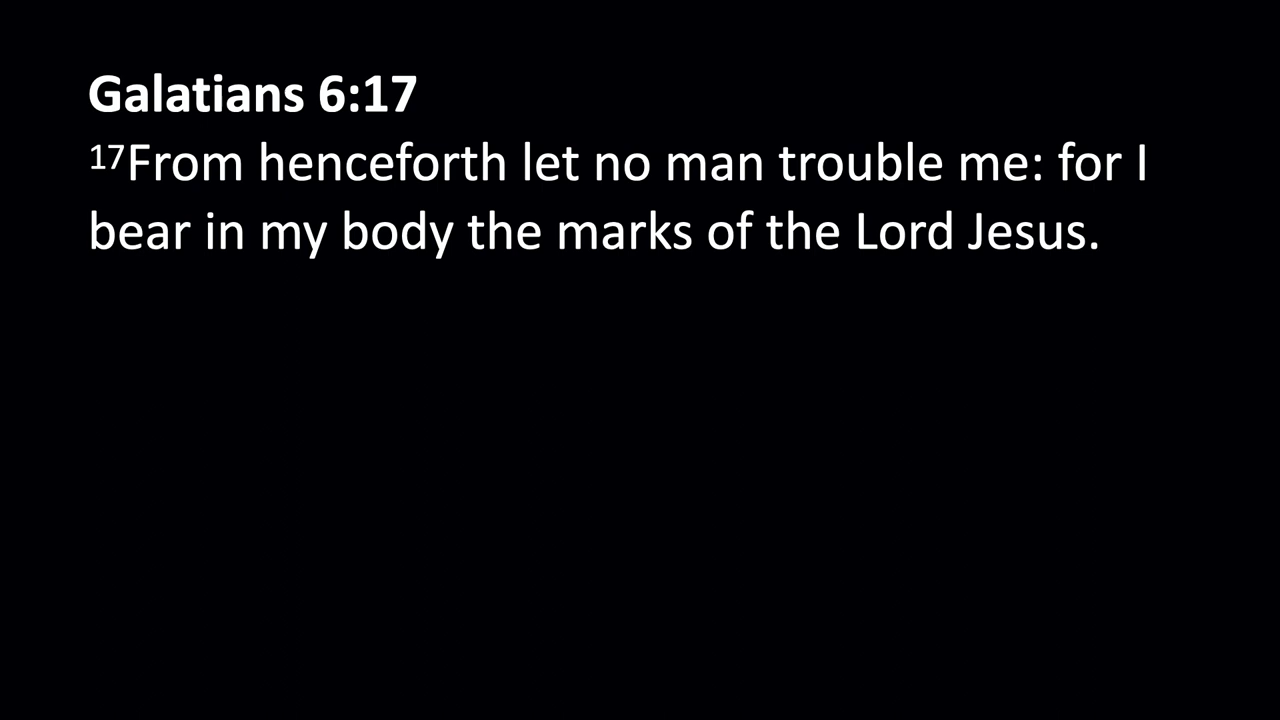 Galatians 6:17
17From henceforth let no man trouble me: for I
bear in my body the marks of the Lord Jesus.